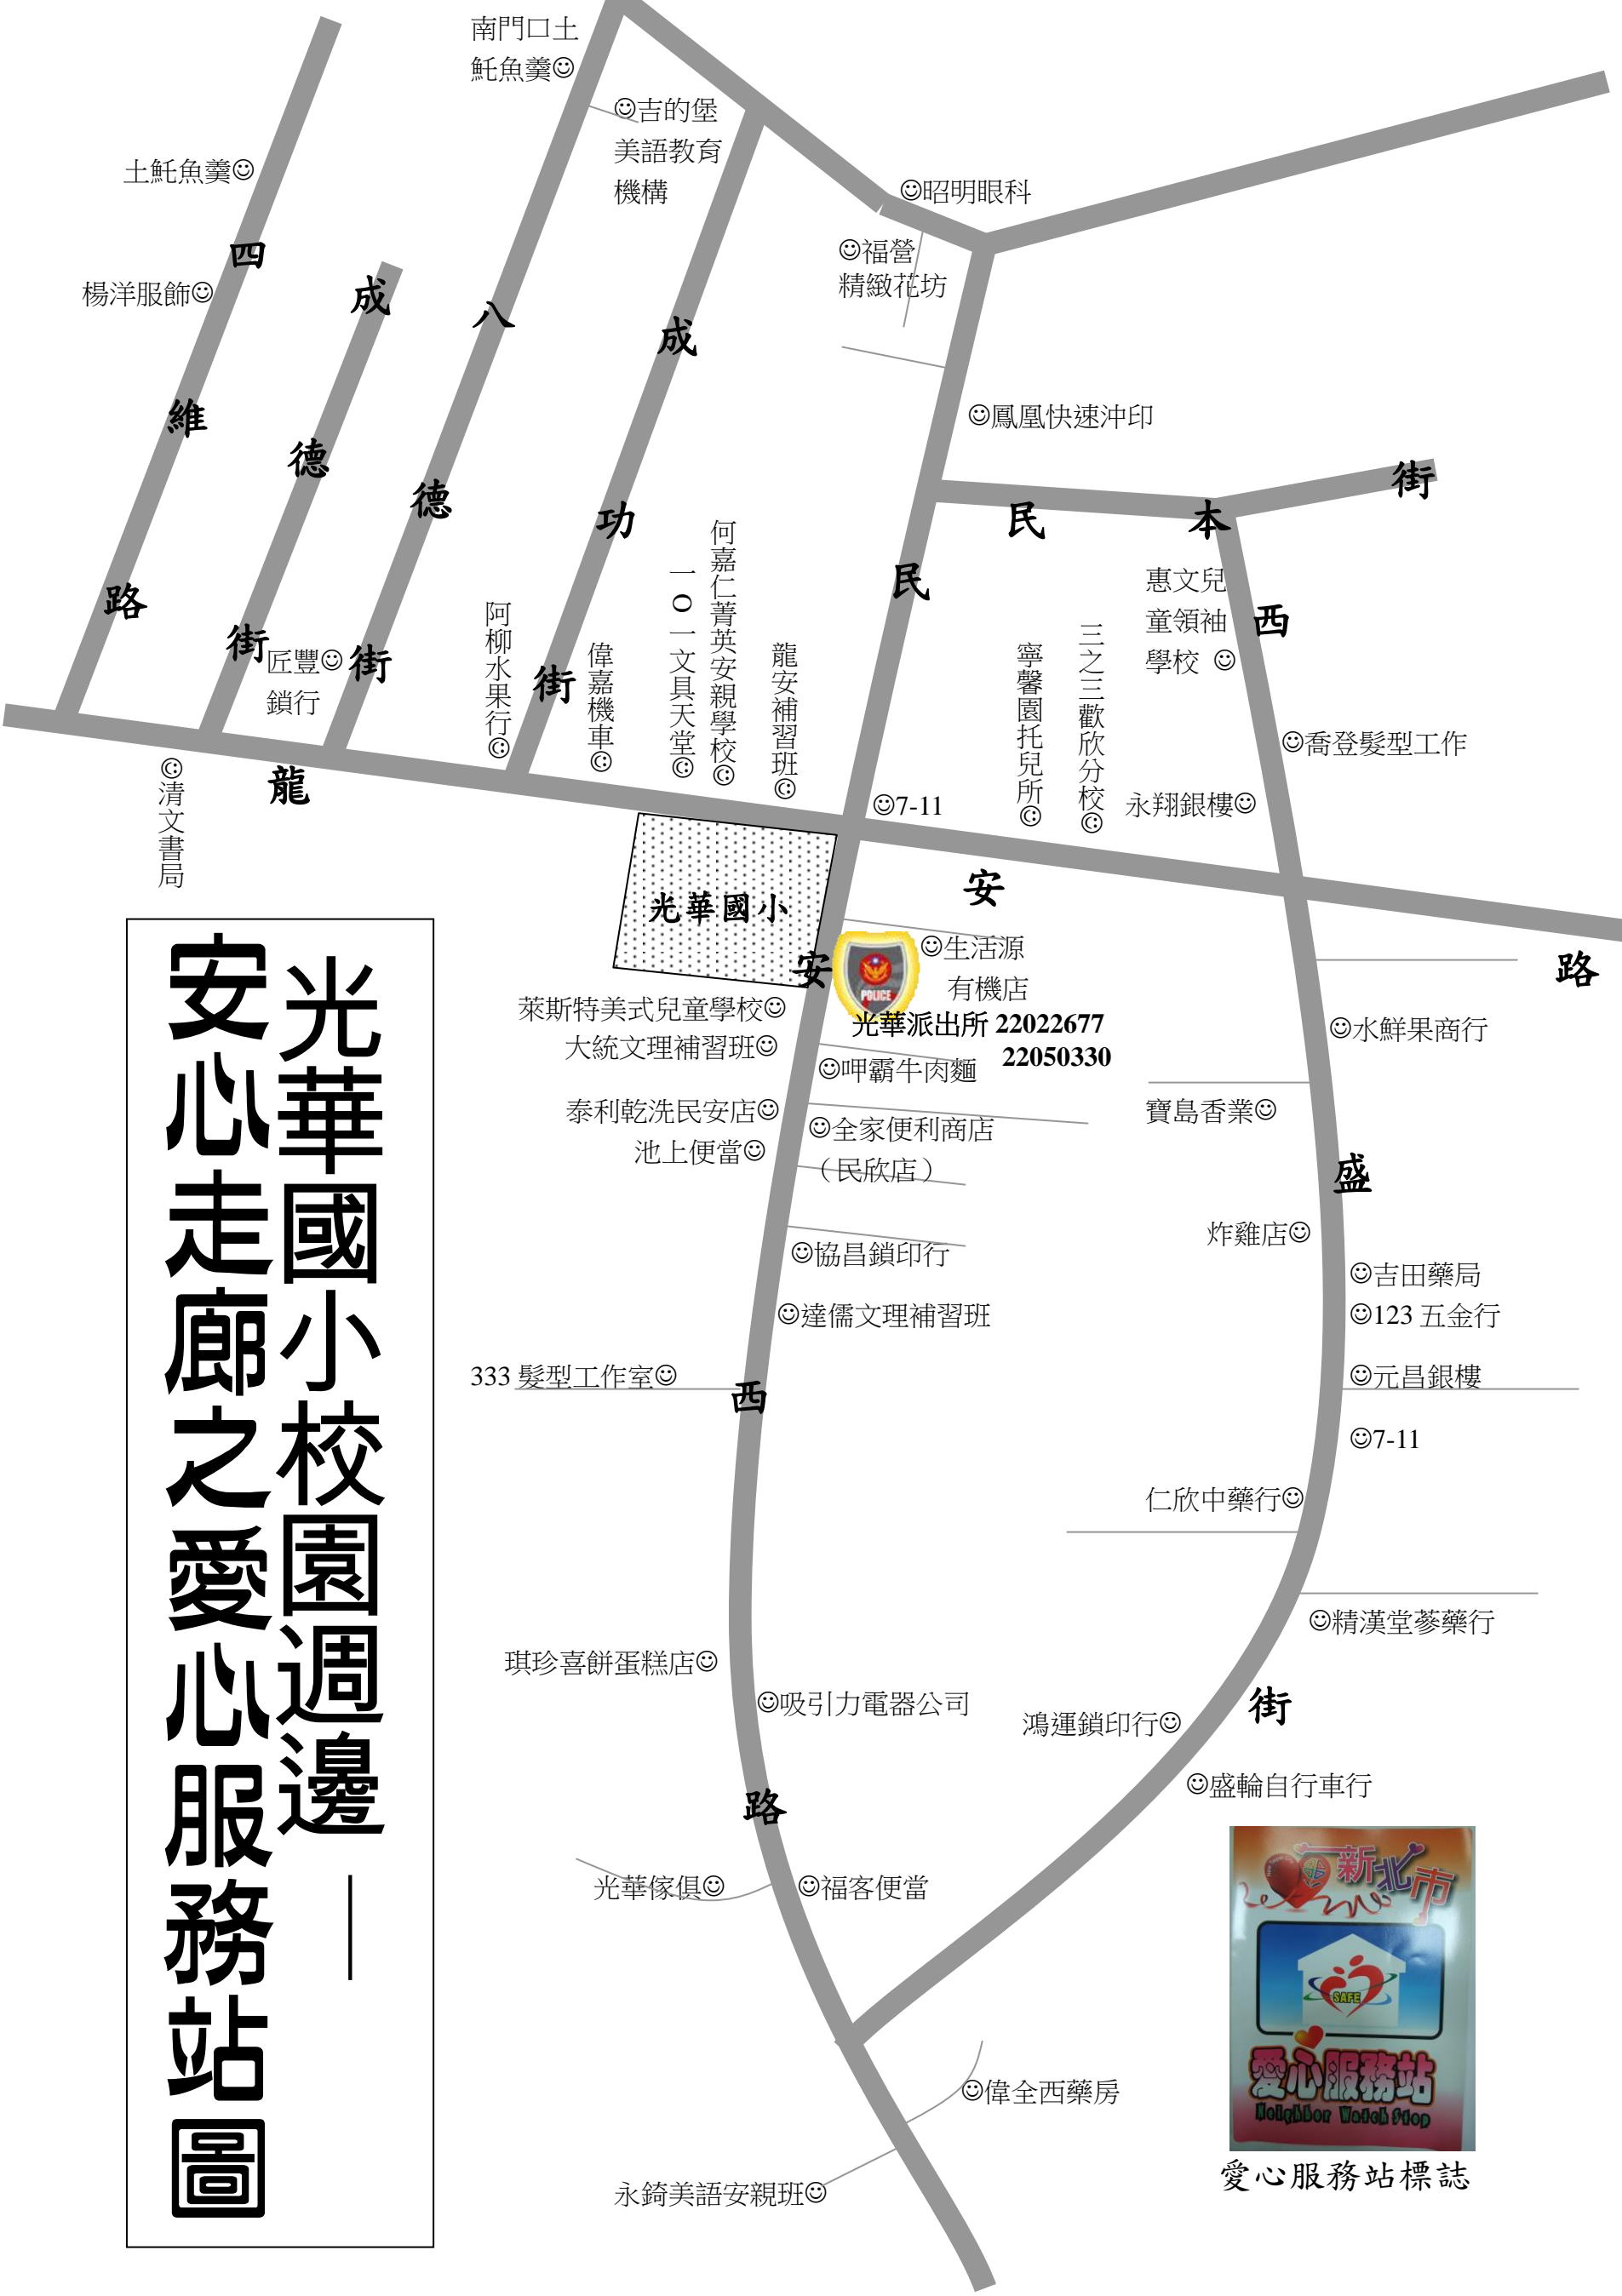 南門口土
魠魚羹☺
☺吉的堡
美語教育
機構
土魠魚羹☺
☺昭明眼科
☺福營
精緻花坊
楊洋服飾☺
四維路
成德街
八德街
成功街
☺鳳凰快速沖印
民本街
民安西路
惠文兒
童領袖
學校 ☺
西盛街
匠豐☺
鎖行
阿柳水果行☺
偉嘉機車☺
一O一文具天堂☺
何嘉仁菁英安親學校☺
龍安補習班☺
寧馨園托兒所☺
三之三歡欣分校☺
☺喬登髮型工作
永翔銀樓☺
☺7-11
☺清文書局
龍安路
光華國小
☺生活源
有機店
光華派出所 22022677
22050330
POLICE
萊斯特美式兒童學校☺
大統文理補習班☺
☺呷霸牛肉麵
☺水鮮果商行
泰利乾洗民安店☺
池上便當☺
☺全家便利商店
（民欣店）
寶島香業☺
炸雞店☺
☺協昌鎖印行
☺吉田藥局
☺123 五金行
☺達儒文理補習班
333 髮型工作室☺
☺元昌銀樓
☺7-11
仁欣中藥行☺
☺精漢堂蔘藥行
琪珍喜餅蛋糕店☺
☺吸引力電器公司
鴻運鎖印行☺
☺盛輪自行車行
光華傢俱☺
☺福客便當
☺偉全西藥房
永錡美語安親班☺
光華國小校園週邊—
安心走廊之愛心服務站圖
新北市
SAFE
愛心服務站
Neighbor Watch Stop
愛心服務站標誌